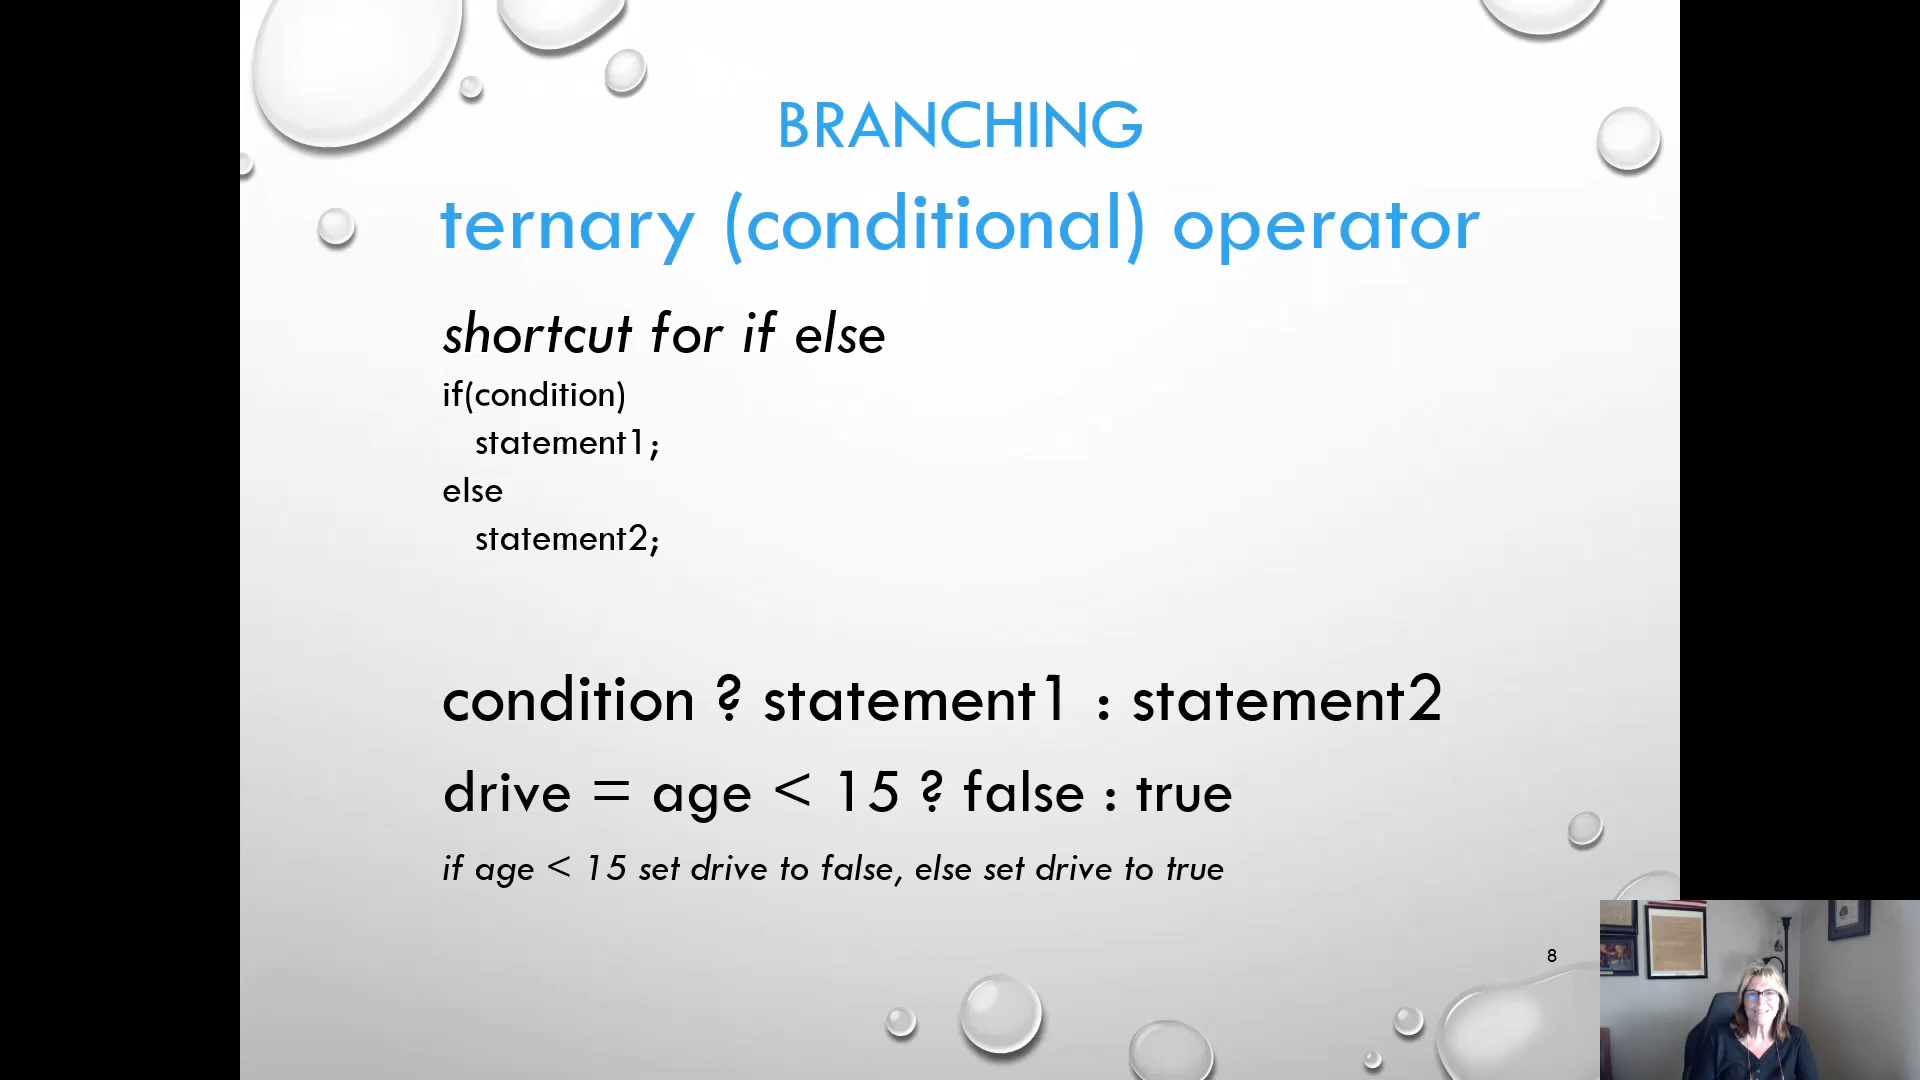 BRANCHING
ternary (conditional) operator
shortcut for if else
if(condition)
statement1;
else
statement2;
condition ? statement1 : statement2
drive = age < 15 ? false : true
if age < 15 set drive to false, else set drive to true
8